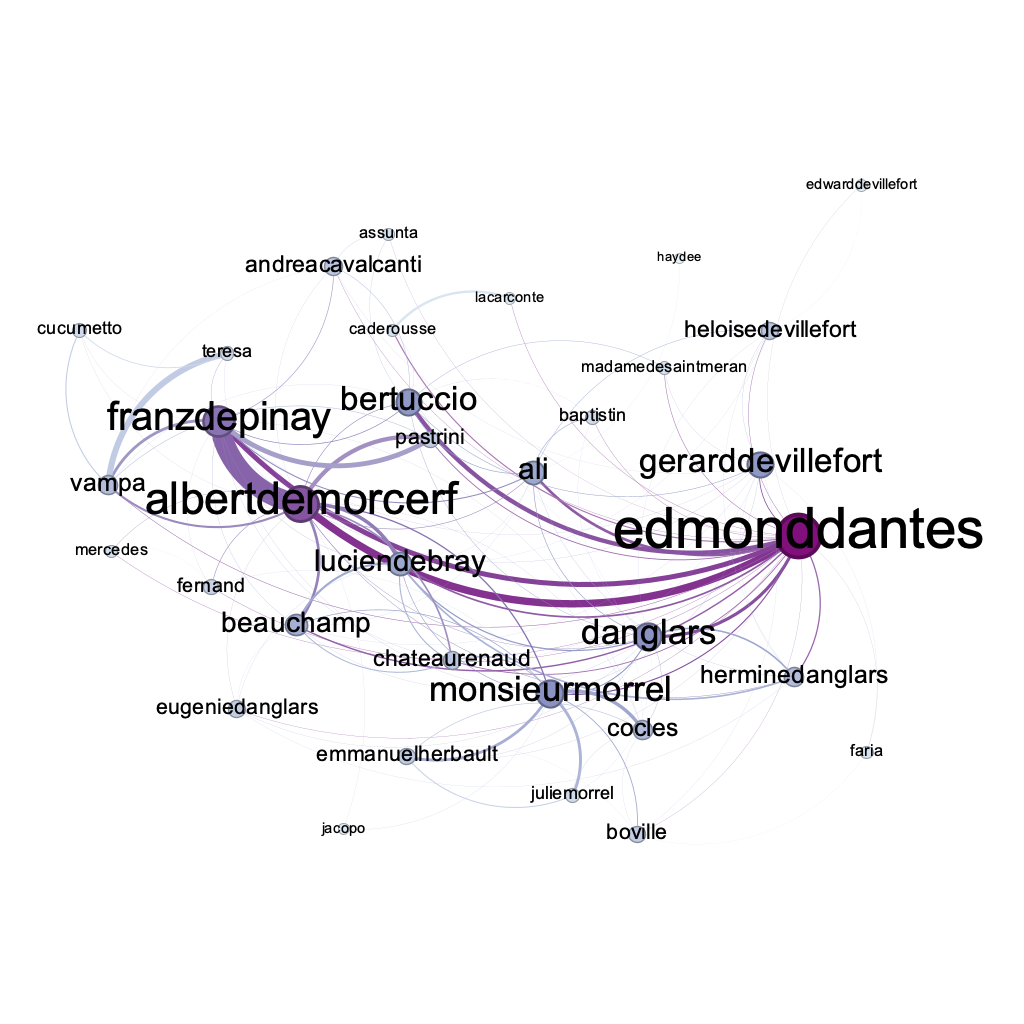 edwarddevillefort
assunta
haydee
andreacavalcanti
lacarconte
cucumetto
caderousse
heloisedevillefort
teresa
madamedesaintmeran
bertuccio
franzdepinay
baptistin
pastrini
gerarddevillefort
ali
vampa
albertdemorcerf
edmonddantes
mercedes
luciendebray
fernand
beauchamp
danglars
chateaurenaud
herminedanglars
monsieurmorrel
eugeniedanglars
cocles
faria
emmanuelherbault
juliemorrel
jacopo
boville